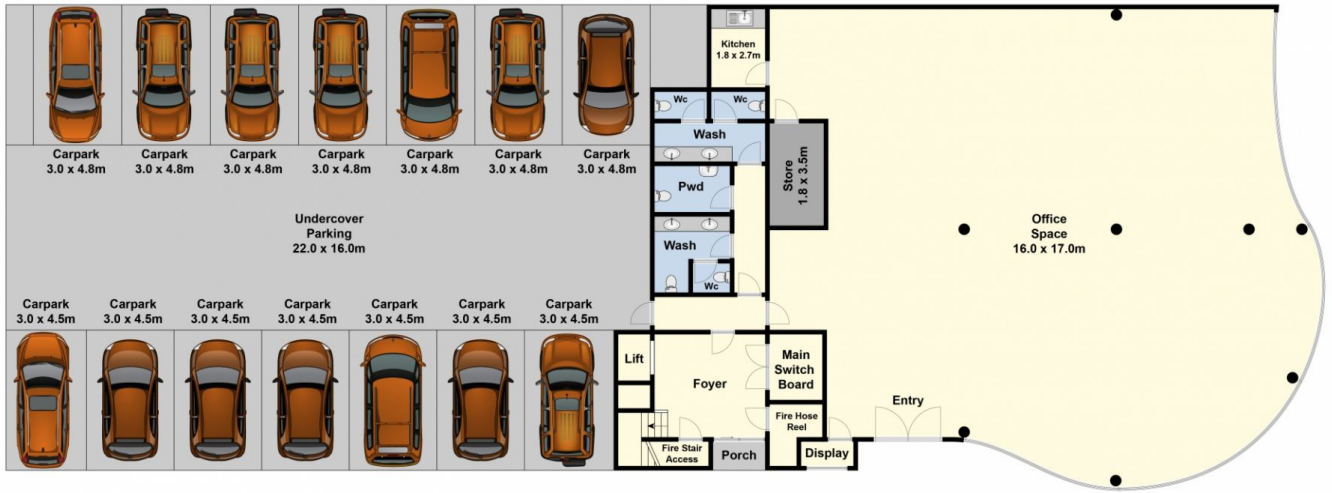 Kitchen
1.8 x 2.7m
Wc
Wc
Wash
Carpark
3.0 x 4.8m
Carpark
3.0 x 4.8m
Carpark
3.0 x 4.8m
Carpark
3.0 x 4.8m
Carpark
3.0 x 4.8m
Carpark
3.0 x 4.8m
Carpark
3.0 x 4.8m
Store
1.8 x 3.5m
Pwd
Undercover
Parking
22.0 x 16.0m
Office
Space
16.0 x 17.0m
Wash
Wc
Carpark
3.0 x 4.5m
Carpark
3.0 x 4.5m
Carpark
3.0 x 4.5m
Carpark
3.0 x 4.5m
Carpark
3.0 x 4.5m
Carpark
3.0 x 4.5m
Carpark
3.0 x 4.5m
Lift
Foyer
Main
Switch
Board
Entry
Fire Hose
Reel
Fire Stair
Access
Porch
Display